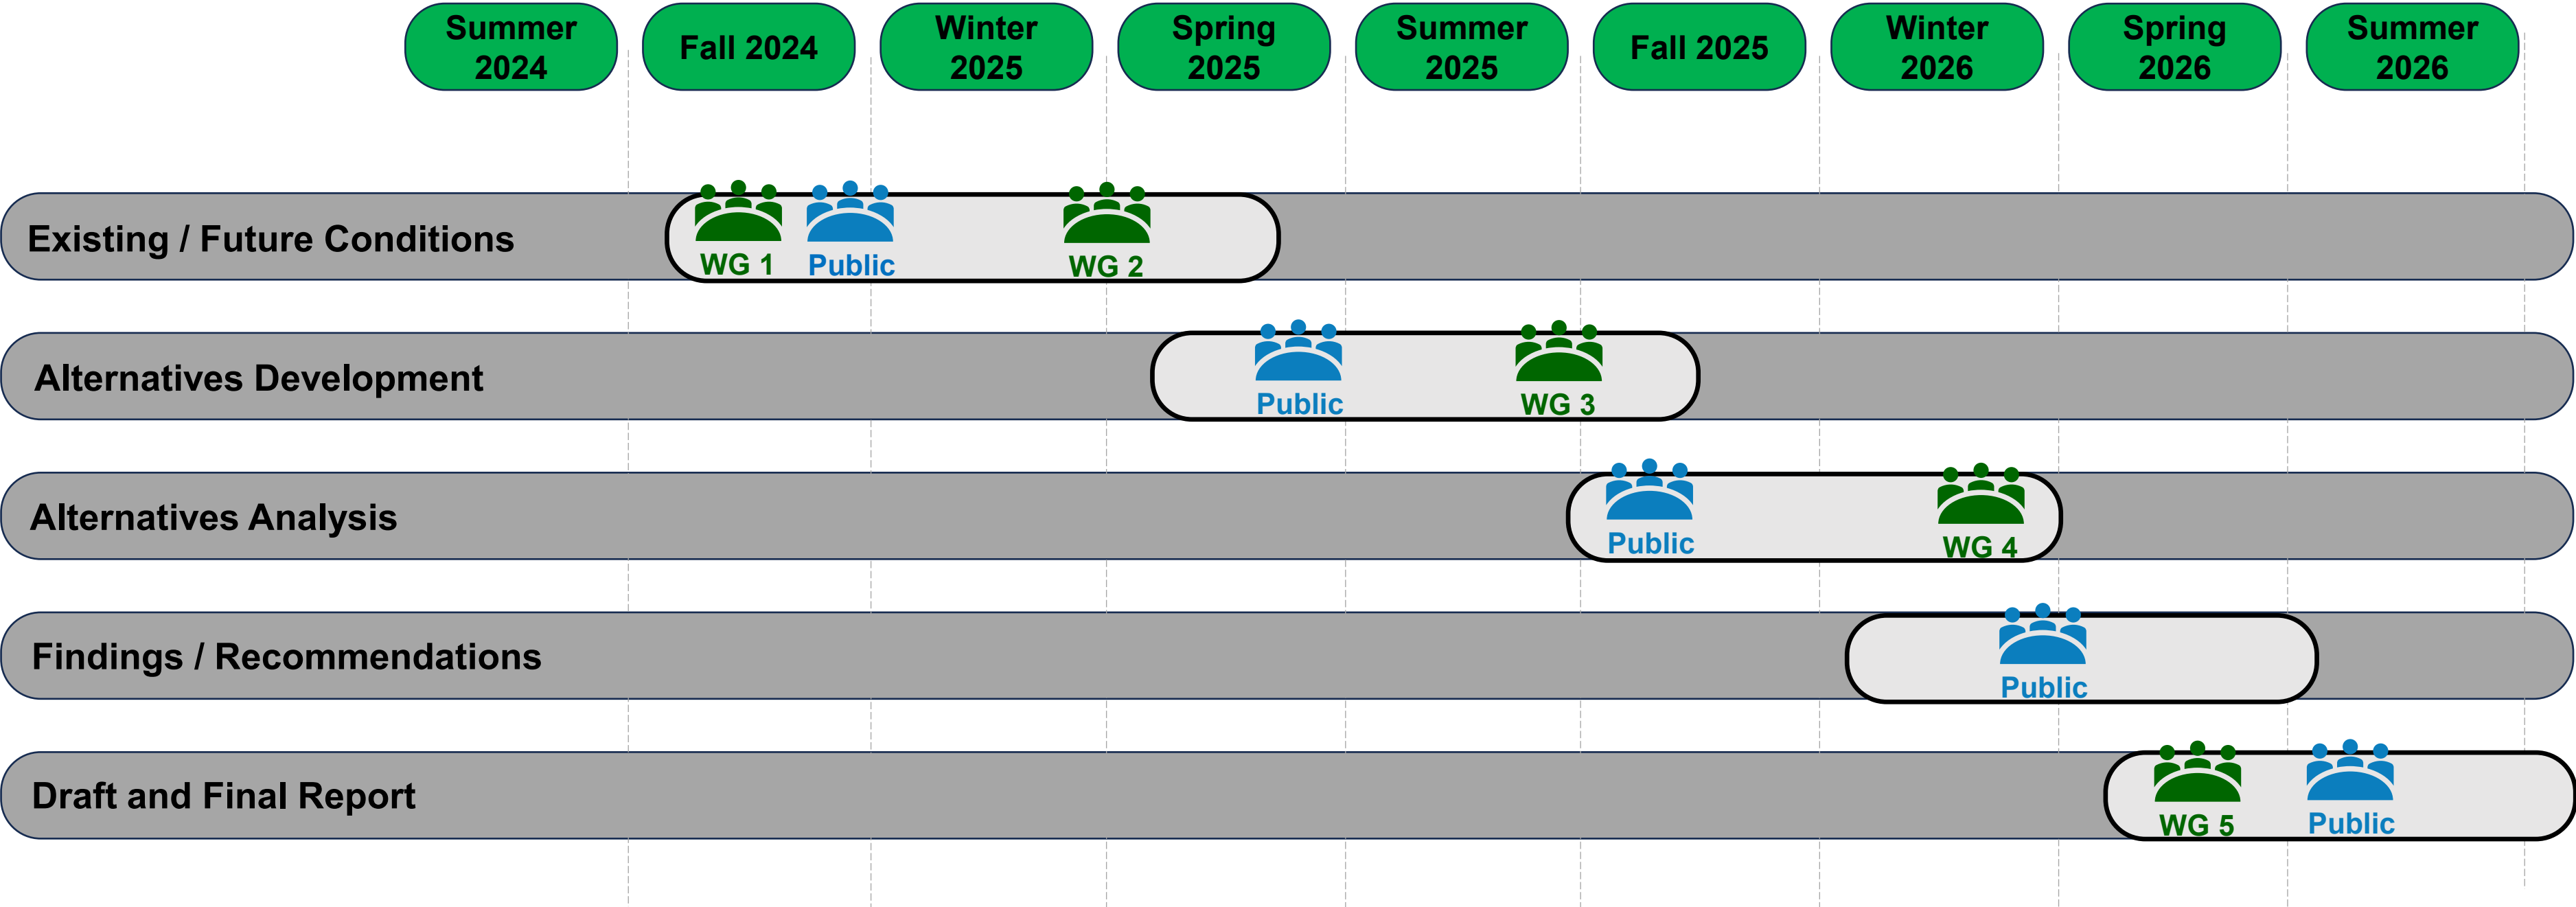 Summer
2024
Fall 2024
Winter
2025
Spring
2025
Summer
2025
Fall 2025
Winter
2026
Spring
2026
Summer
2026
Existing / Future Conditions
WG 1
Public
WG 2
Alternatives Development
Public
WG 3
Alternatives Analysis
Public
WG 4
Findings / Recommendations
Public
Draft and Final Report
WG 5
Public